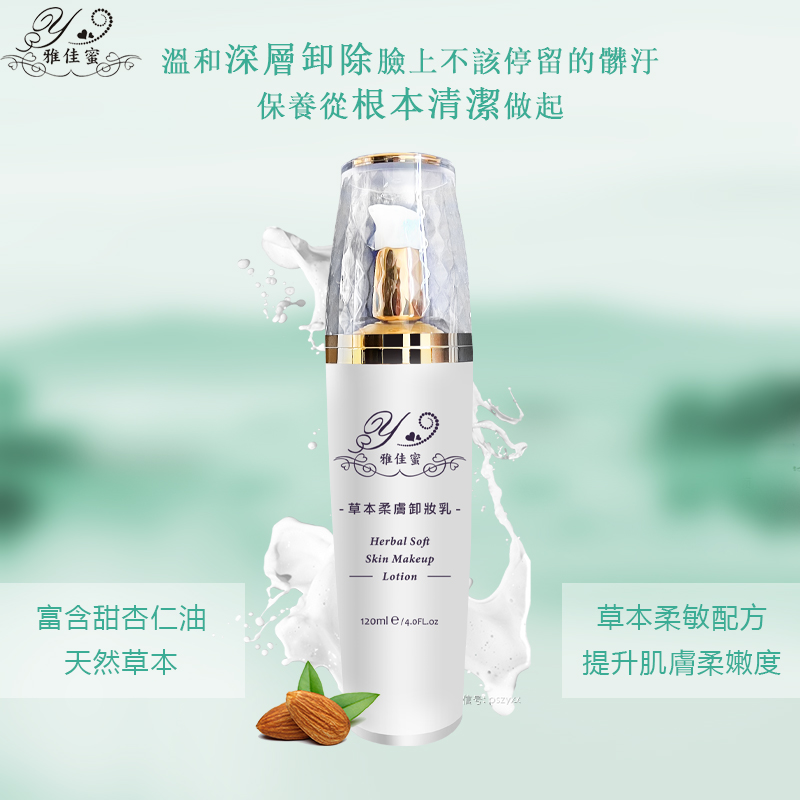 雅佳蜜
溫和深層卸除臉上不該停留的髒汙
保養從根本清潔做起
雅佳蜜
-草本柔膚卸妝乳-
Herbal Soft
Skin Makeup
Lotion
120ml e/4.0FL.oz
富含甜杏仁油
天然草本
草本柔敏配方
提升肌膚柔嫩度